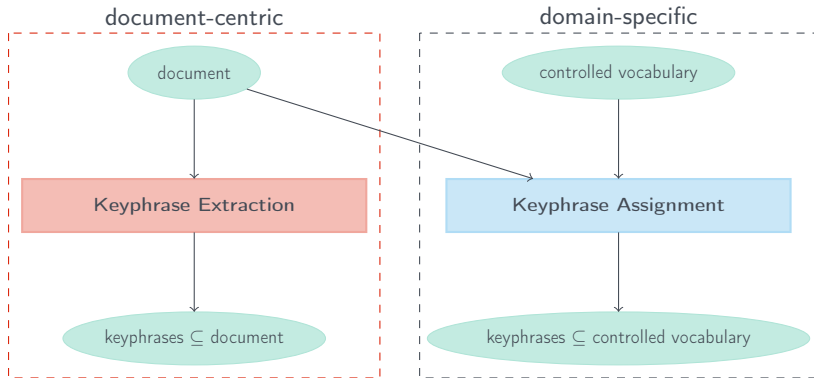 document-centric
domain-specific
document
controlled vocabulary
Keyphrase Extraction
Keyphrase Assignment
keyphrases ⊆ document
keyphrases ⊆ controlled vocabulary